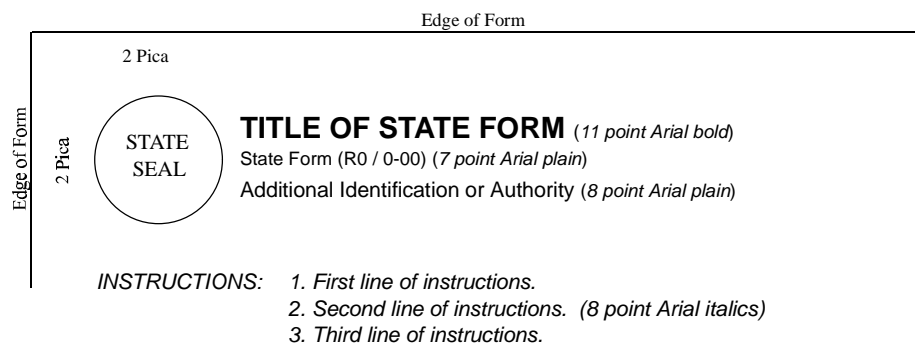 Edge of Form
2 Pica
Edge of Form
2 Pica
STATE
SEAL
TITLE OF STATE FORM (11 point Arial bold)
State Form (R0 / 0-00) (7 point Arial plain)
Additional Identification or Authority (8 point Arial plain)
INSTRUCTIONS: 1. First line of instructions.
2. Second line of instructions. (8 point Arial italics)
3. Third line of instructions.